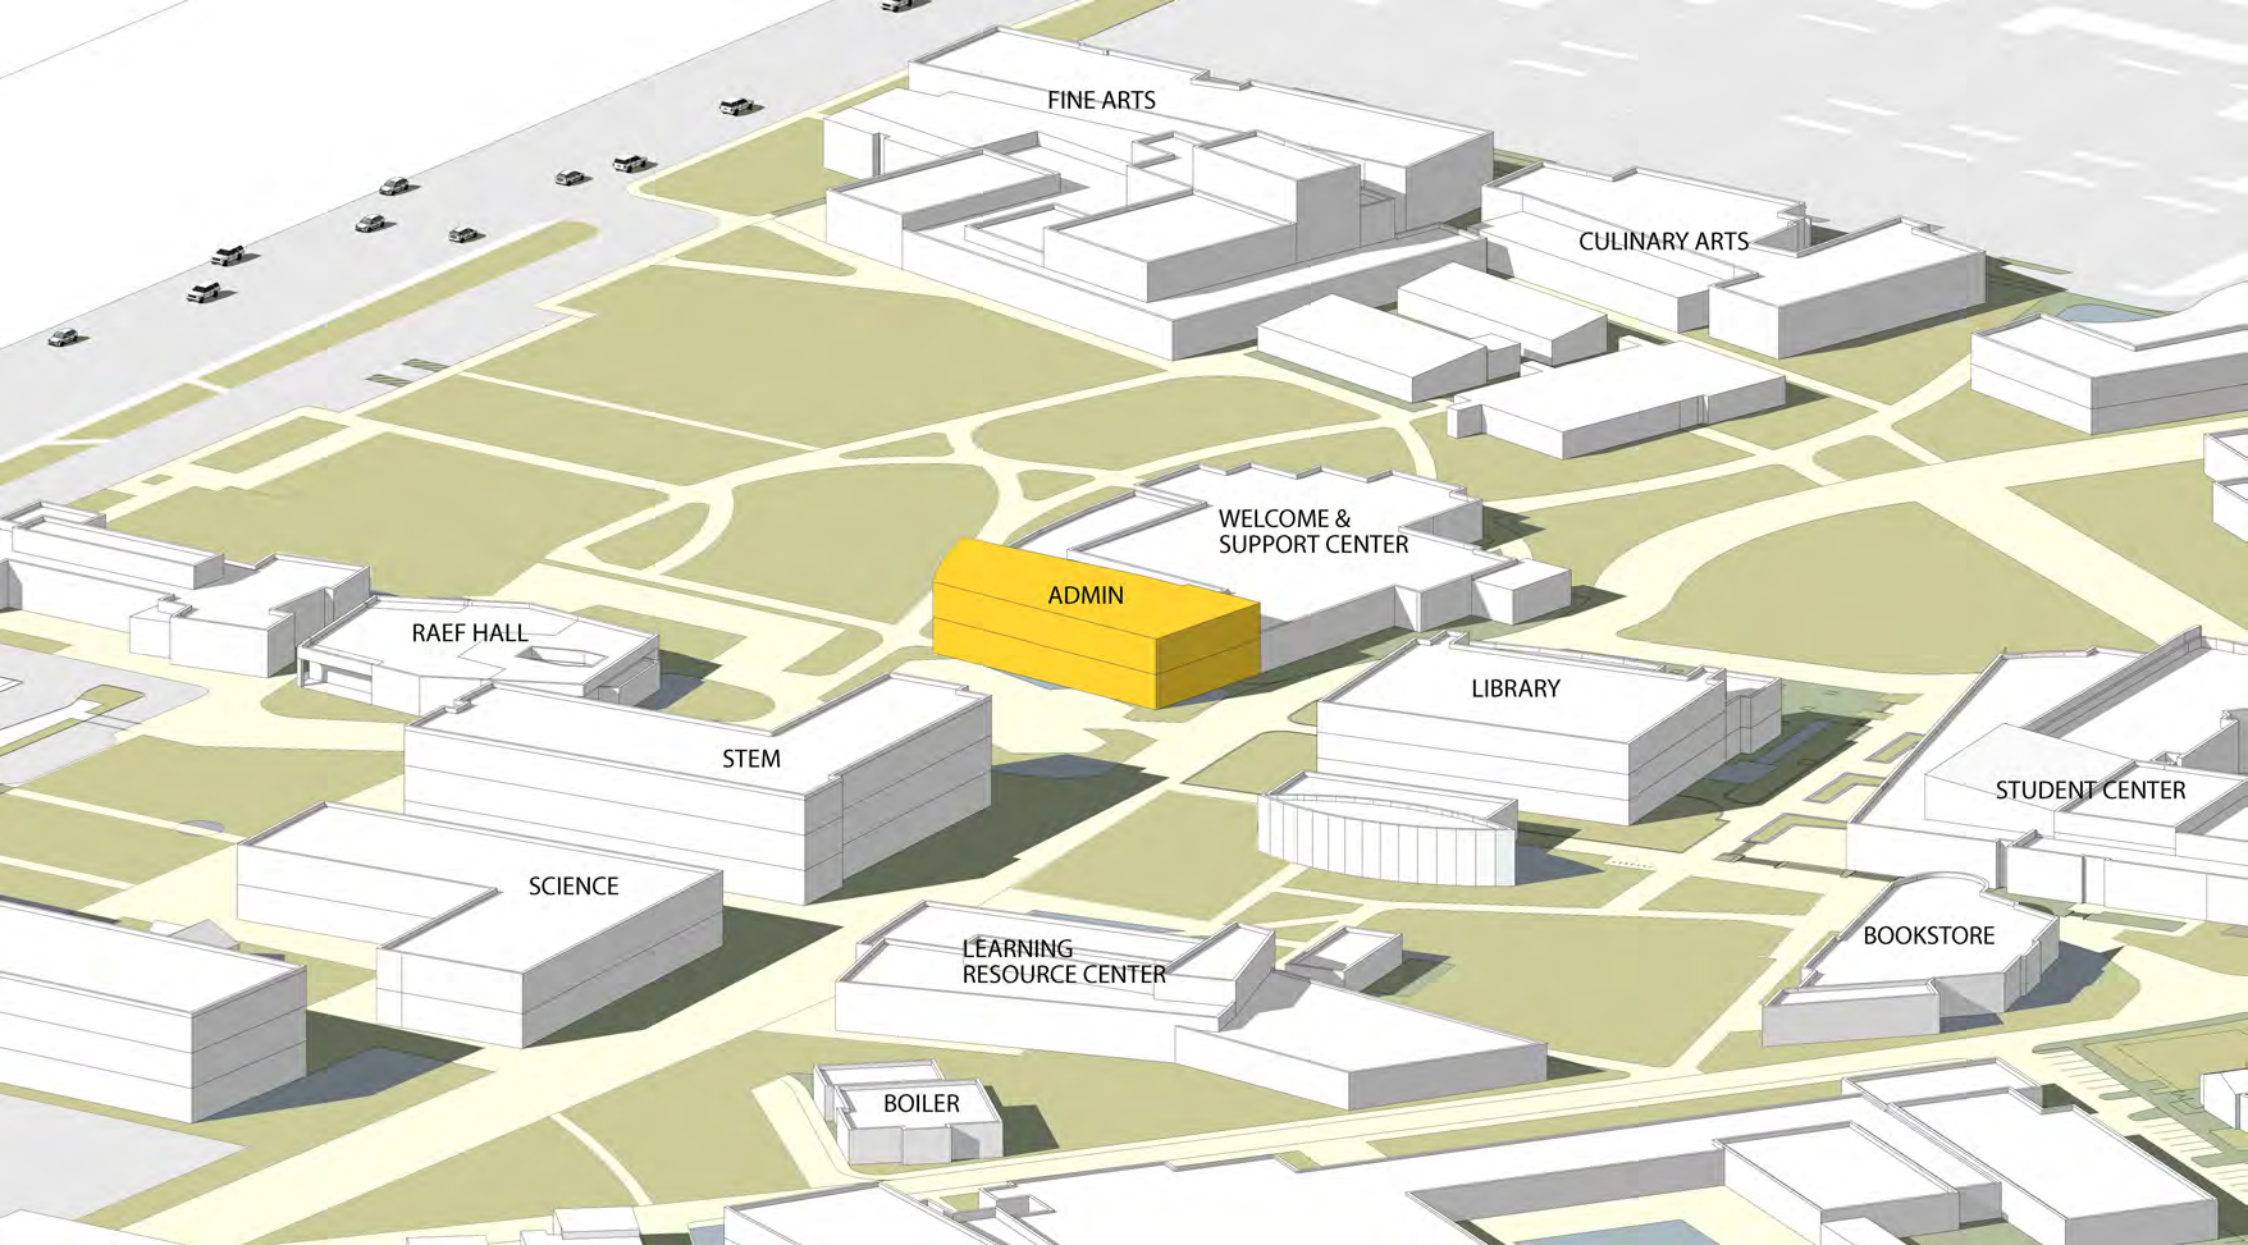 FINE ARTS
CULINARY ARTS
WELCOME &
SUPPORT CENTER
ADMIN
RAEF HALL
LIBRARY
STEM
STUDENT CENTER
SCIENCE
BOOKSTORE
LEARNING
RESOURCE CENTER
BOILER